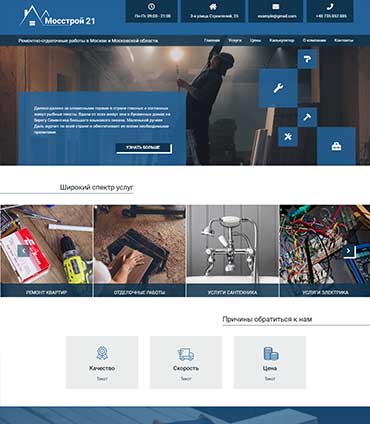 Мосстрой 21
Пн-Пт 09:00 - 21:00
3-я улица Строителей, 25
example@gmail.com
+48 735 652 885
Ремонтно-отделочные работы в Москве и Московской области.
Главная Услуги Цены Калькулятор О компании Контакты
Далеко-далеко за словесными горами в стране гласных и согласных
живут рыбные тексты. Вдали от всех живут они в буквенных домах на
берегу Семантика большого языкового океана. Маленький ручеек
Даль журчит по всей стране и обеспечивает ее всеми необходимыми
правилами.
УЗНАТЬ БОЛЬШЕ
Широкий спектр услуг
РЕМОНТ КВАРТИР
ОТДЕЛОЧНЫЕ РАБОТЫ
УСЛУГИ САНТЕХНИКА
УСЛУГИ ЭЛЕКТРИКА
Причины обратиться к нам
Качество
Текст
Скорость
Текст
Цена
Текст